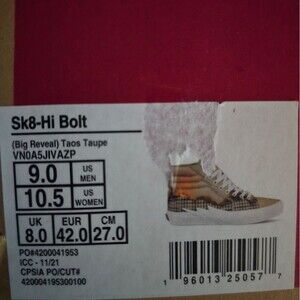 Sk8-Hi Bolt
(Big Reveal) Taos Taupe
VN0A5JIVAZP
9.0 US MEN
10.5 US WOMEN
UK EUR CM
8.0 42.0 27.0
PO#4200041953
ICC - 11/21
CPSIA PO/CUT#
420004195300100
1 96013 25057 7